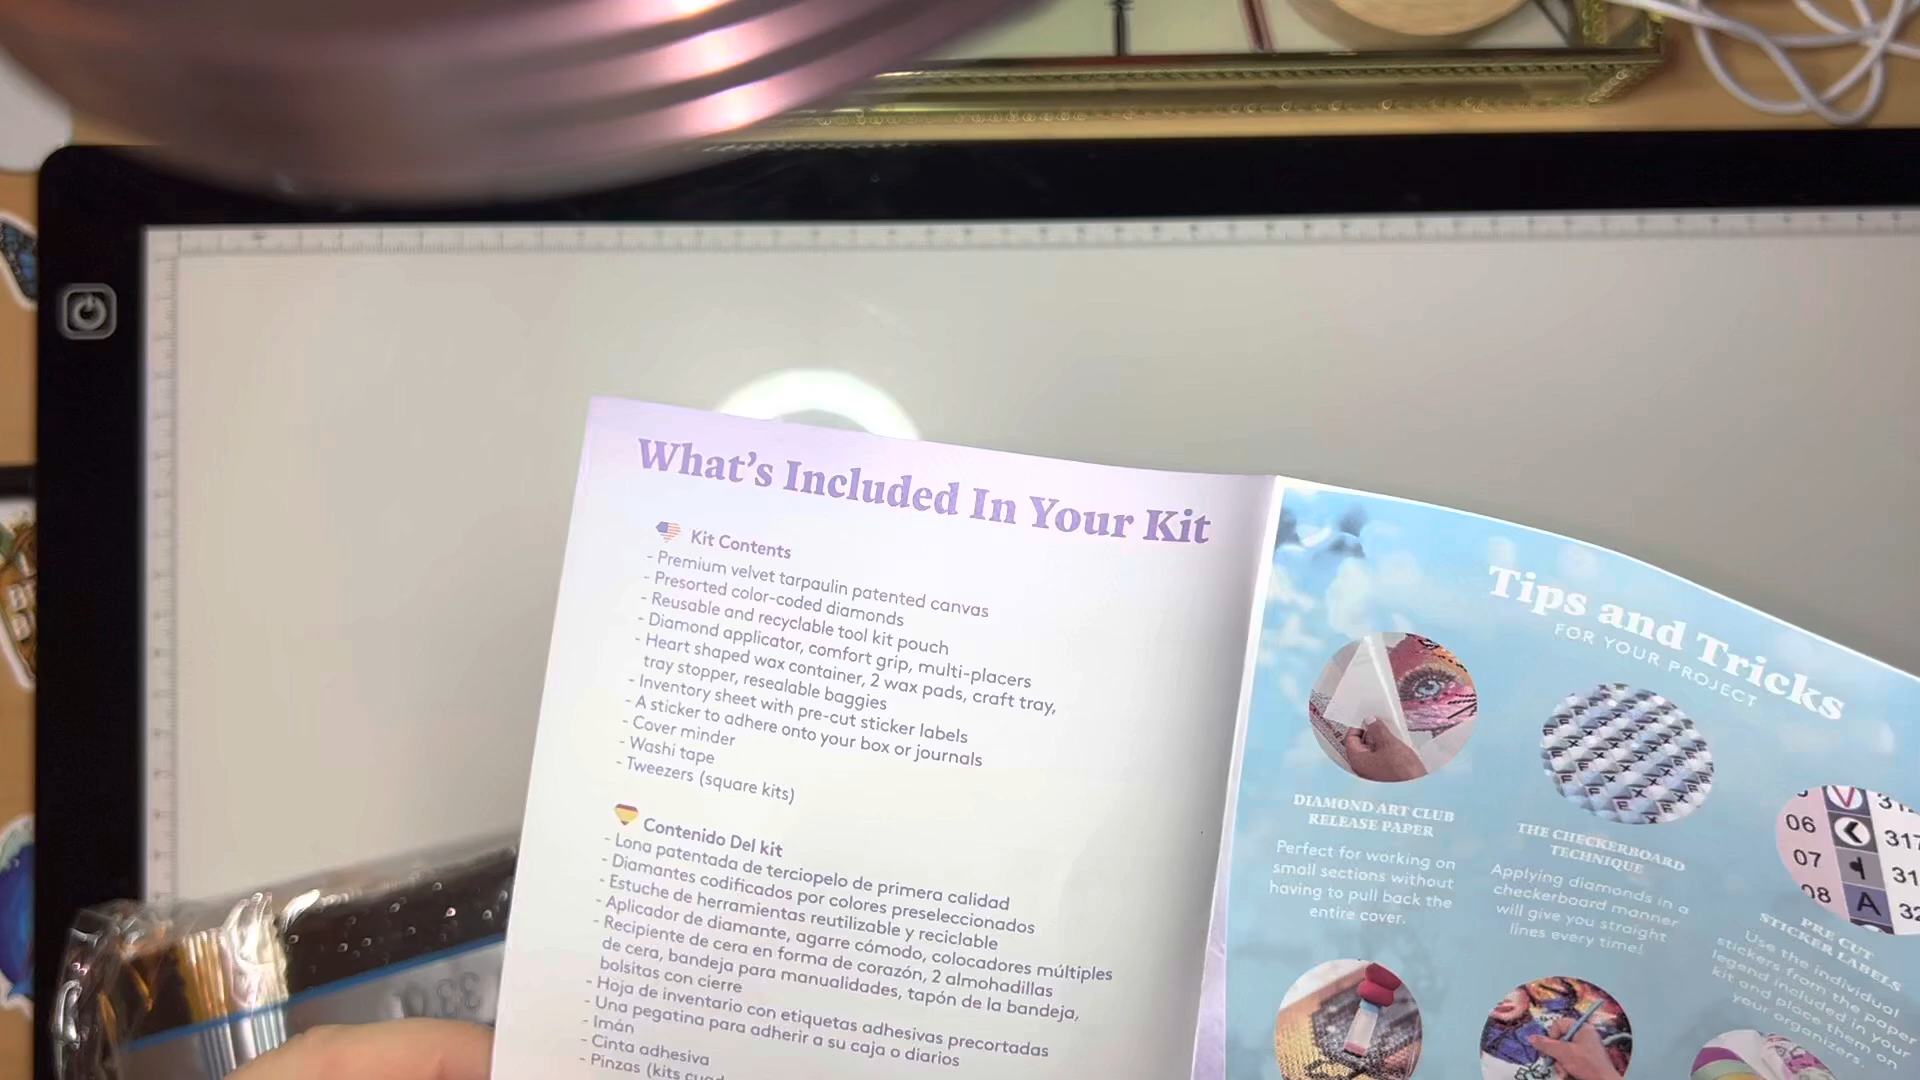 What's Included In Your Kit
Kit Contents
- Premium velvet tarpaulin patented canvas
- Presorted color-coded diamonds
- Reusable and recyclable tool kit pouch
- Diamond applicator, comfort grip, multi-placers
- Heart shaped wax container, 2 wax pads, craft tray,
tray stopper, resealable baggies
- Inventory sheet with pre-cut sticker labels
- A sticker to adhere onto your box or journals
- Cover minder
- Washi tape
- Tweezers (square kits)
Contenido Del kit
- Lona patentada de terciopelo de primera calidad
- Diamantes codificados por colores preseleccionados
- Estuche de herramientas reutilizable y reciclable
- Aplicador de diamante, agarre cómodo, colocadores múltiples
- Recipiente de cera en forma de corazón, 2 almohadillas
de cera, bandeja para manualidades, tapón de la bandeja,
bolsitas con cierre
- Hoja de inventario con etiquetas adhesivas precortadas
- Una pegatina para adherir a su caja o diarios
- Imán
- Cinta adhesiva
- Pinzas (kits
Tips and Tricks
FOR YOUR PROJECT
DIAMOND ART CLUB
RELEASE PAPER
Perfect for working on
small sections without
having to pull back the
entire cover.
THE CHECKERBOARD
TECHNIQUE
Applying diamonds in a
checkerboard manner
will give you straight
lines every time!
06
317
07
08
A
PRE CUT
STICKER LABELS
Use the individual
stickers from the paper
legend included in your
kit and place them on
your organizers.